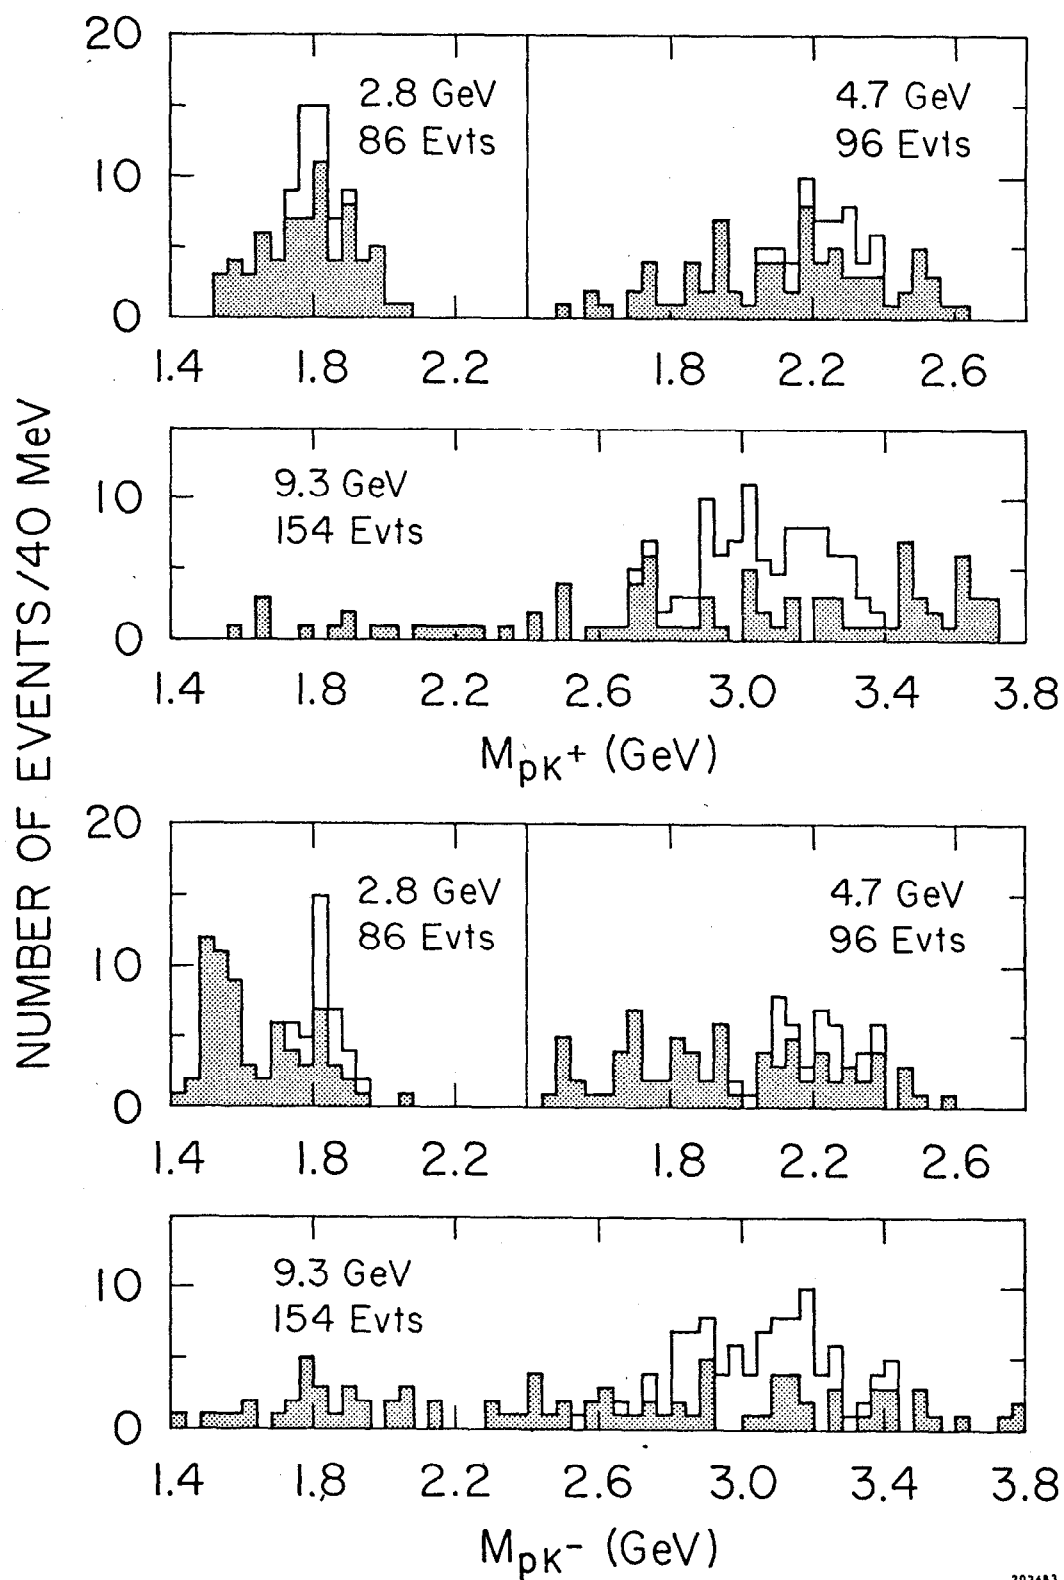 NUMBER OF EVENTS/40 MeV
20
10
0
2.8 GeV
86 Evts
4.7 GeV
96 Evts
1.4 1.8 2.2 1.8 2.2 2.6
10
0
9.3 GeV
154 Evts
1.4 1.8 2.2 2.6 3.0 3.4 3.8
MpK+ (GeV)
20
10
0
2.8 GeV
86 Evts
4.7 GeV
96 Evts
1.4 1.8 2.2 1.8 2.2 2.6
10
0
9.3 GeV
154 Evts
1.4 1.8 2.2 2.6 3.0 3.4 3.8
MpK- (GeV)